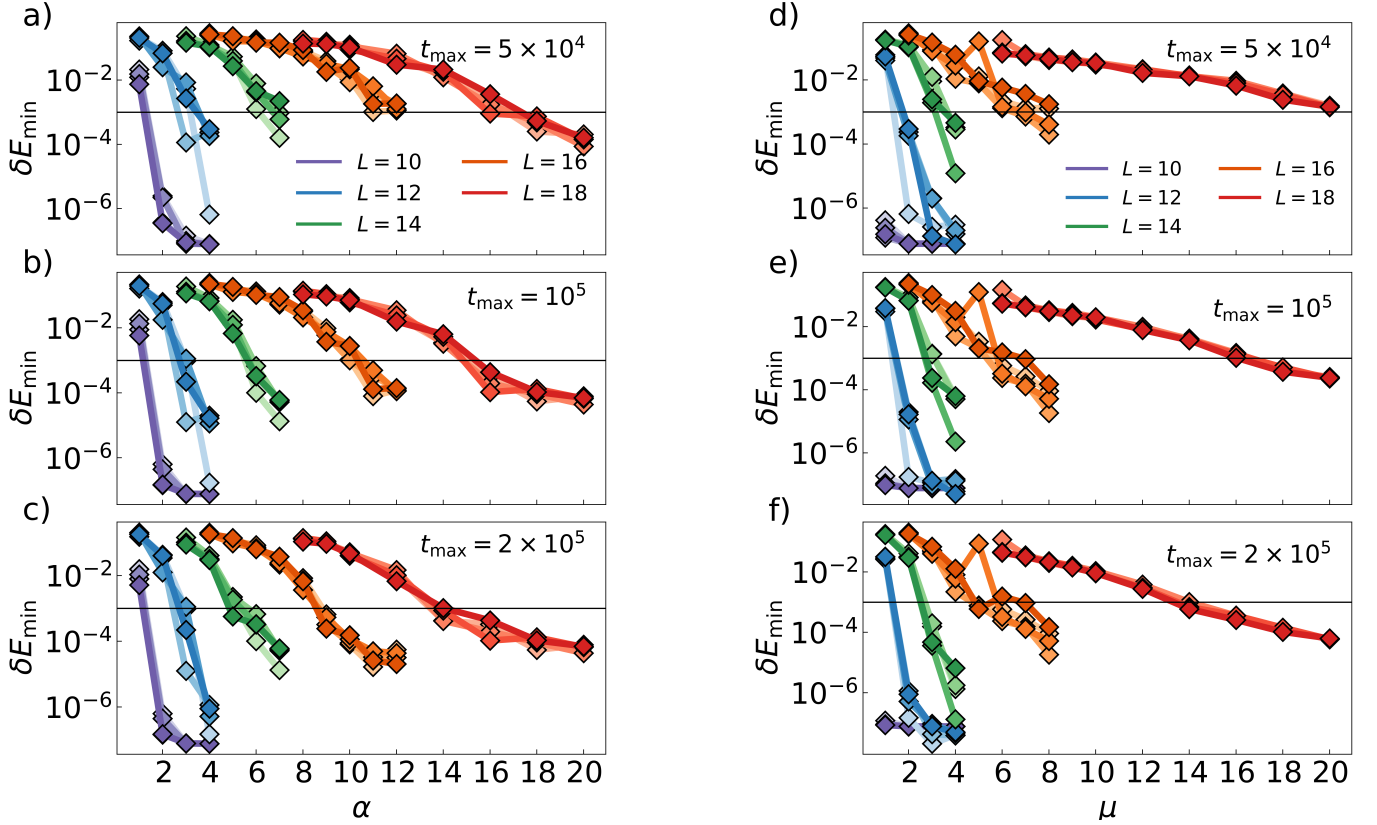 a)
t_max = 5 × 10^4
10^−2
10^−4
10^−6
δE_min
L = 10
L = 12
L = 14
L = 16
L = 18
b)
t_max = 10^5
10^−2
10^−4
10^−6
δE_min
c)
t_max = 2 × 10^5
10^−2
10^−4
10^−6
δE_min
2 4 6 8 10 12 14 16 18 20
α
d)
t_max = 5 × 10^4
10^−2
10^−4
10^−6
δE_min
L = 10
L = 12
L = 14
L = 16
L = 18
e)
t_max = 10^5
10^−2
10^−4
10^−6
δE_min
f)
t_max = 2 × 10^5
10^−2
10^−4
10^−6
δE_min
2 4 6 8 10 12 14 16 18 20
μ